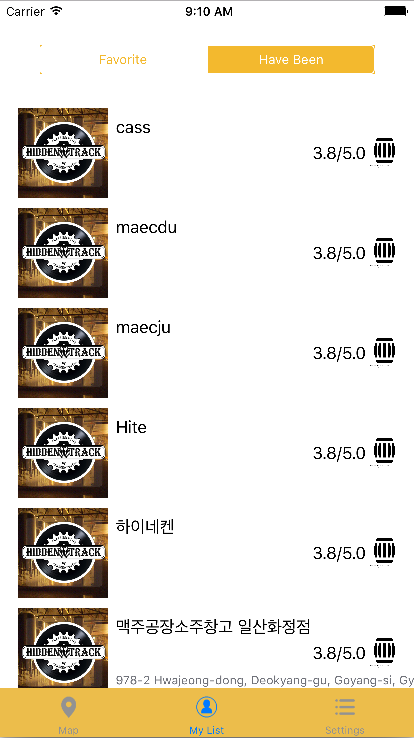 Carrier 9:10 AM
Favorite Have Been
HIDDEN TRACK
cass
3.8/5.0
HIDDEN TRACK
maecdu
3.8/5.0
HIDDEN TRACK
maecju
3.8/5.0
HIDDEN TRACK
Hite
3.8/5.0
HIDDEN TRACK
하이네켄
3.8/5.0
HIDDEN TRACK
맥주공장소주창고 일산화정점
3.8/5.0
978-2 Hwajeong-dong, Deokyang-gu, Goyang-si, Gy
Map My List Settings